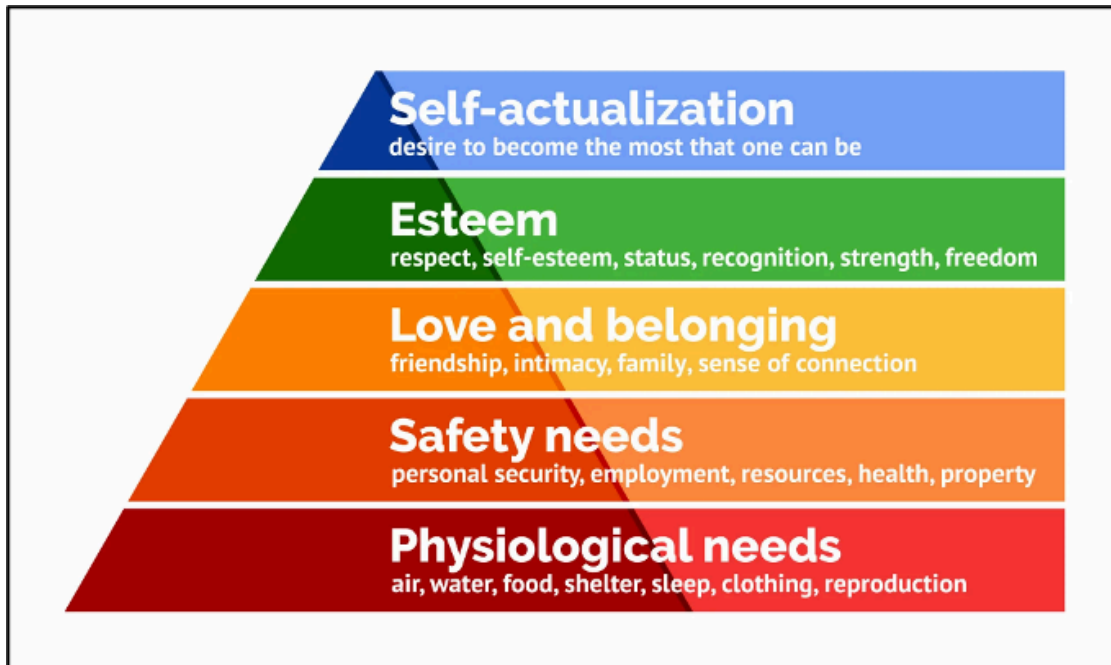 Self-actualization
desire to become the most that one can be
Esteem
respect, self-esteem, status, recognition, strength, freedom
Love and belonging
friendship, intimacy, family, sense of connection
Safety needs
personal security, employment, resources, health, property
Physiological needs
air, water, food, shelter, sleep, clothing, reproduction